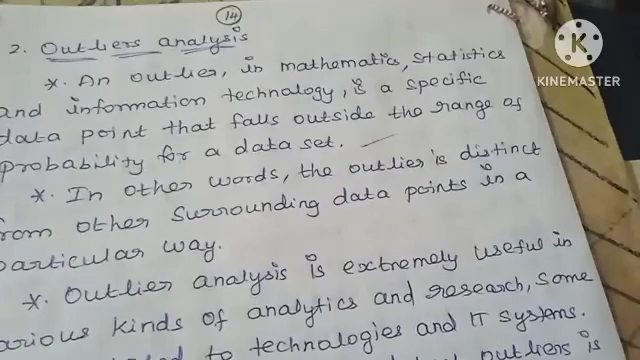 14
2. Outliers analysis
*. An outlier, in mathematics, statistics
and information technology, is a specific
data point that falls outside the range of
probability for a data set.
*. In other words, the outlier is distinct
from other surrounding data points in a
particular way.
*. Outlier analysis is extremely useful in
various kinds of analytics and research, some
to technologies and IT systems.
outliers is
KINEMASTER